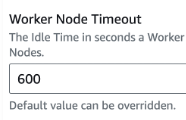 Worker Node Timeout
The Idle Time in seconds a Worker
Nodes.
600
Default value can be overridden.